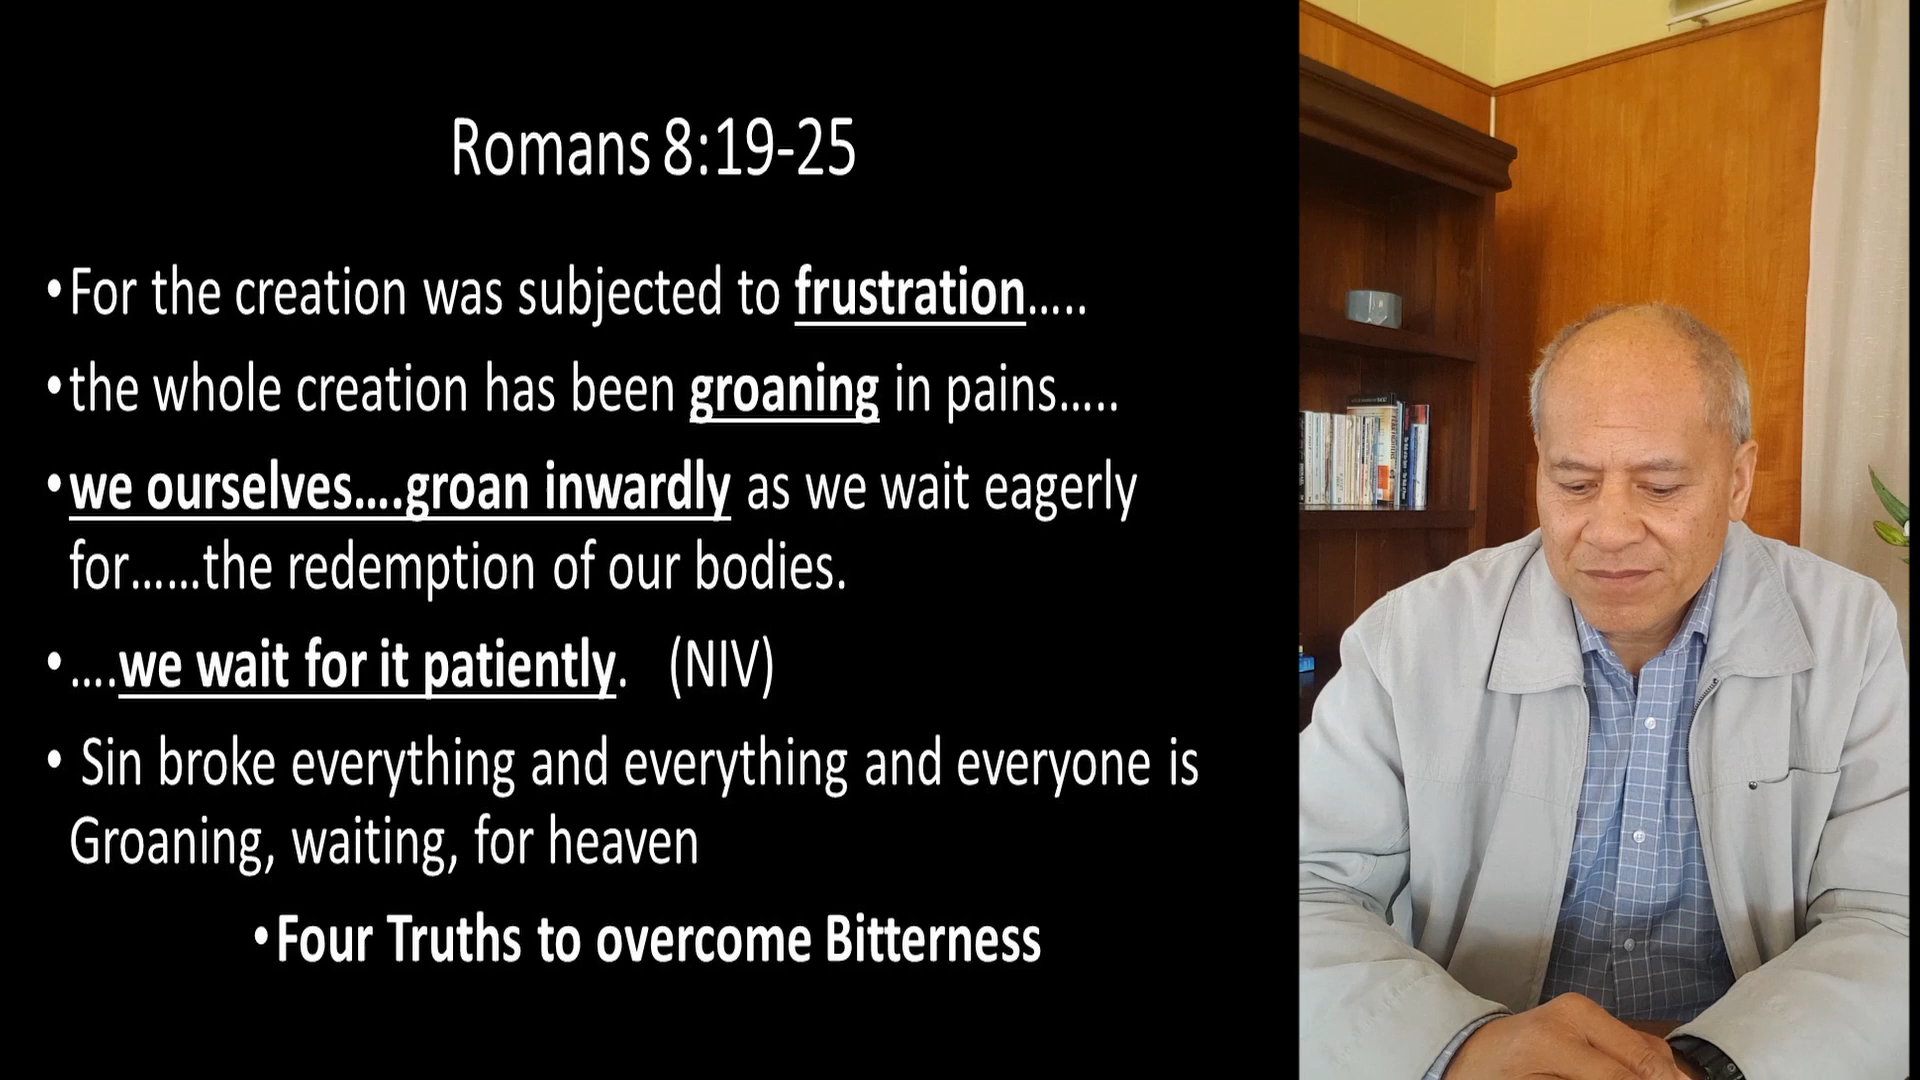 Romans 8:19-25
•For the creation was subjected to frustration.....
•the whole creation has been groaning in pains.....
•we ourselves....groan inwardly as we wait eagerly
for......the redemption of our bodies.
•....we wait for it patiently. (NIV)
• Sin broke everything and everything and everyone is
Groaning, waiting, for heaven
•Four Truths to overcome Bitterness